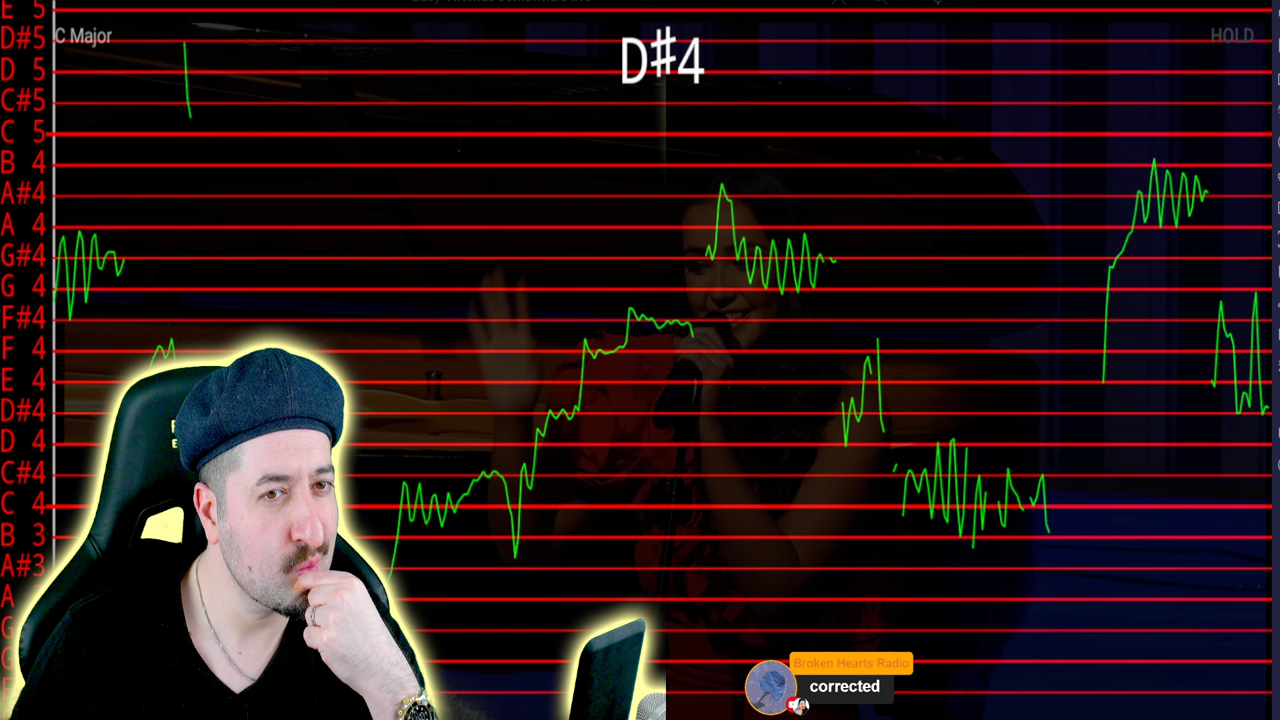 E 5
D#5
C Major
D#4
HOLD
D 5
C#5
C 5
B 4
A#4
A 4
G#4
G 4
F#4
F 4
E 4
D#4
D 4
C#4
C 4
B 3
A#3
A
Broken Hearts Radio
corrected